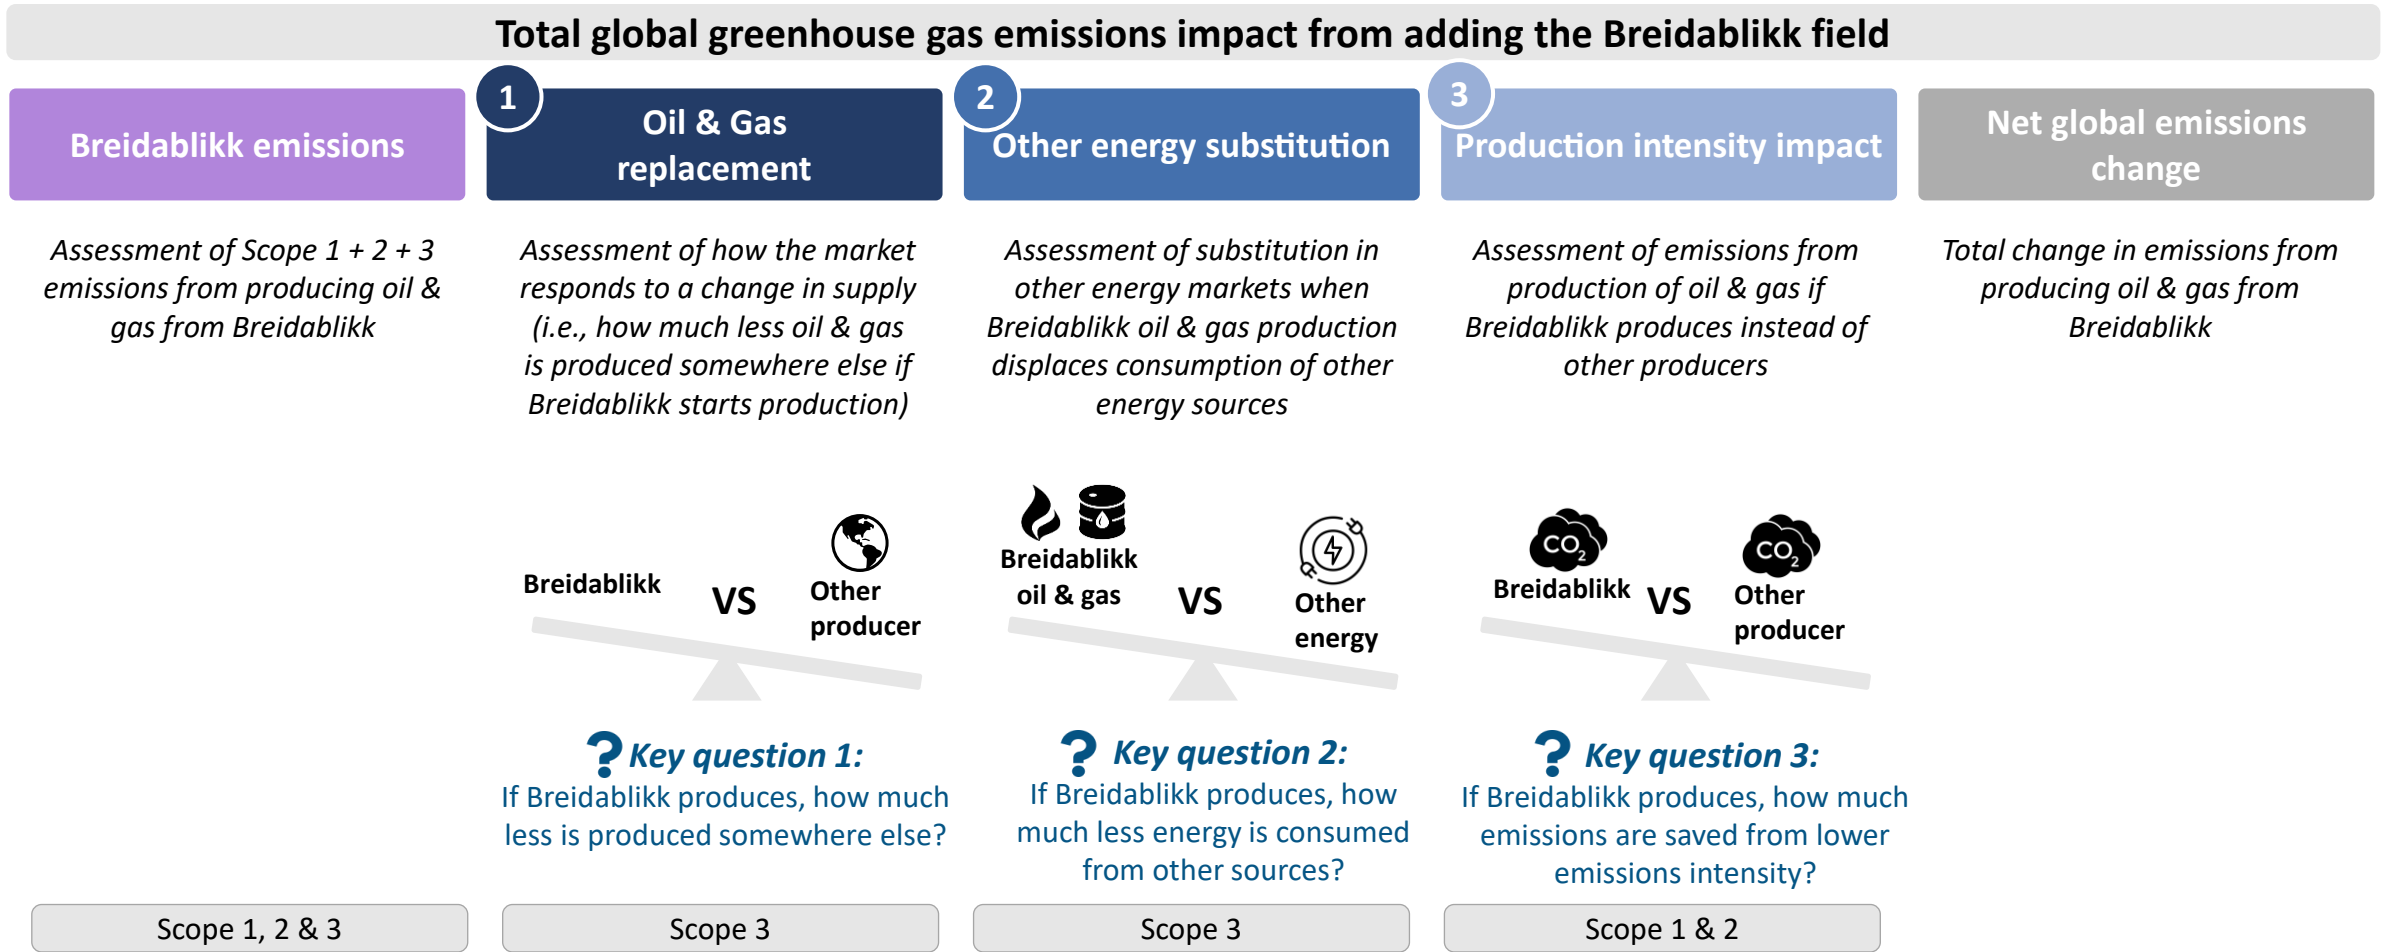 Total global greenhouse gas emissions impact from adding the Breidablikk field
Breidablikk emissions
Assessment of Scope 1 + 2 + 3
emissions from producing oil &
gas from Breidablikk
Scope 1, 2 & 3
1
Oil & Gas
replacement
Assessment of how the market
responds to a change in supply
(i.e., how much less oil & gas
is produced somewhere else if
Breidablikk starts production)
Breidablikk
VS
Other
producer
? Key question 1:
If Breidablikk produces, how much
less is produced somewhere else?
Scope 3
2
Other energy substitution
Assessment of substitution in
other energy markets when
Breidablikk oil & gas production
displaces consumption of other
energy sources
Breidablikk
oil & gas
VS
Other
energy
? Key question 2:
If Breidablikk produces, how
much less energy is consumed
from other sources?
Scope 3
3
Production intensity impact
Assessment of emissions from
production of oil & gas if
Breidablikk produces instead of
other producers
CO2
Breidablikk
VS
CO2
Other
producer
? Key question 3:
If Breidablikk produces, how much
emissions are saved from lower
emissions intensity?
Scope 1 & 2
Net global emissions
change
Total change in emissions from
producing oil & gas from
Breidablikk